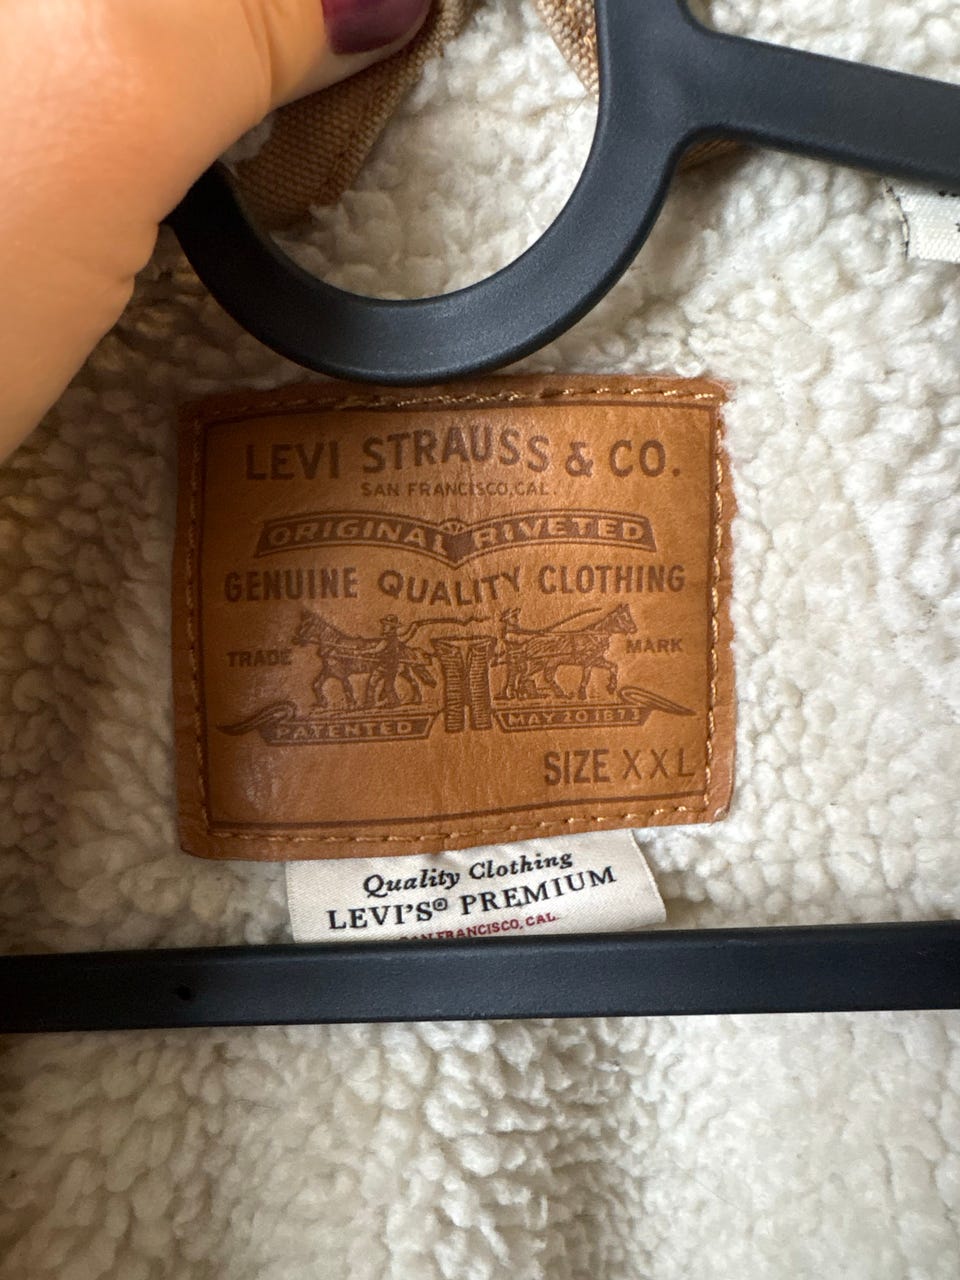 LEVI STRAUSS & CO.
SAN FRANCISCO, CAL.
ORIGINAL RIVETED
GENUINE QUALITY CLOTHING
TRADE MARK
PATENTED MAY 20 1873
SIZE XXL
Quality Clothing
LEVI'S® PREMIUM
SAN FRANCISCO, CAL.